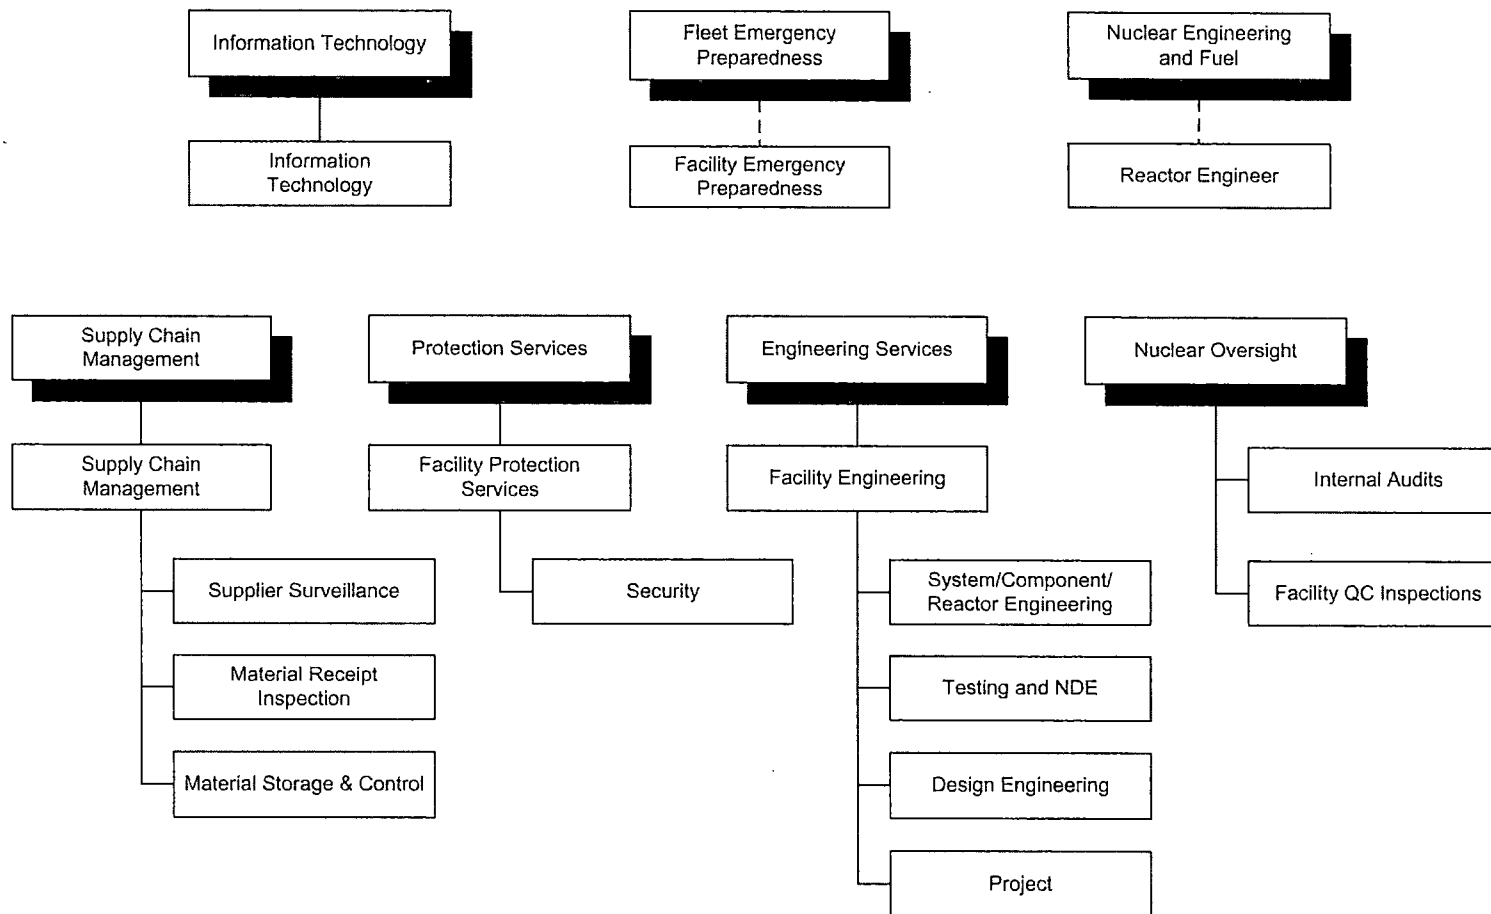 Information Technology
Fleet Emergency
Preparedness
Nuclear Engineering
and Fuel
Information
Technology
Facility Emergency
Preparedness
Reactor Engineer
Supply Chain
Management
Protection Services
Engineering Services
Nuclear Oversight
Supply Chain
Management
Facility Protection
Services
Facility Engineering
Internal Audits
Supplier Surveillance
Security
System/Component/
Reactor Engineering
Facility QC Inspections
Material Receipt
Inspection
Testing and NDE
Material Storage & Control
Design Engineering
Project